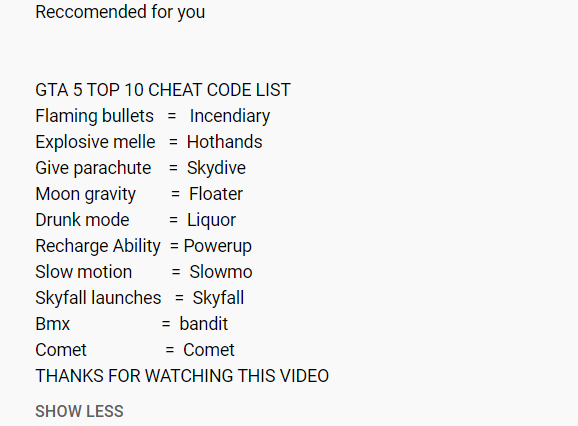 Reccomended for you
GTA 5 TOP 10 CHEAT CODE LIST
Flaming bullets = Incendiary
Explosive melle = Hothands
Give parachute = Skydive
Moon gravity = Floater
Drunk mode = Liquor
Recharge Ability = Powerup
Slow motion = Slowmo
Skyfall launches = Skyfall
Bmx = bandit
Comet = Comet
THANKS FOR WATCHING THIS VIDEO
SHOW LESS